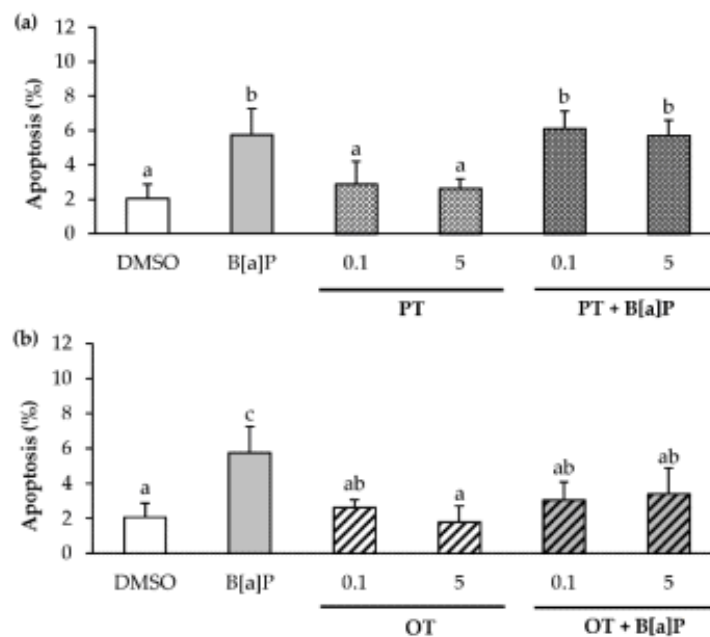 (a)
Apoptosis (%)
12
10
8
6
4
2
0
a
b
a
a
b
b
DMSO
B[a]P
0.1
5
0.1
5
PT
PT + B[a]P
(b)
Apoptosis (%)
12
10
8
6
4
2
0
a
c
ab
a
ab
ab
DMSO
B[a]P
0.1
5
0.1
5
OT
OT + B[a]P